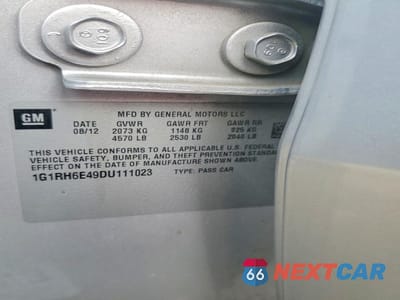 GM
MFD BY GENERAL MOTORS LLC
DATE GVWR GAWR FRT GAWR RR
08/12 2073 KG 1148 KG 925 KG
4570 LB 2530 LB 2040 LB
THIS VEHICLE CONFORMS TO ALL APPLICABLE U.S. FEDERAL
VEHICLE SAFETY, BUMPER, AND THEFT PREVENTION STANDARD
EFFECT ON THE DATE OF MANUFACTURE SHOWN ABOVE.
1G1RH6E49DU111023 TYPE: PASS CAR
66 NEXTCAR